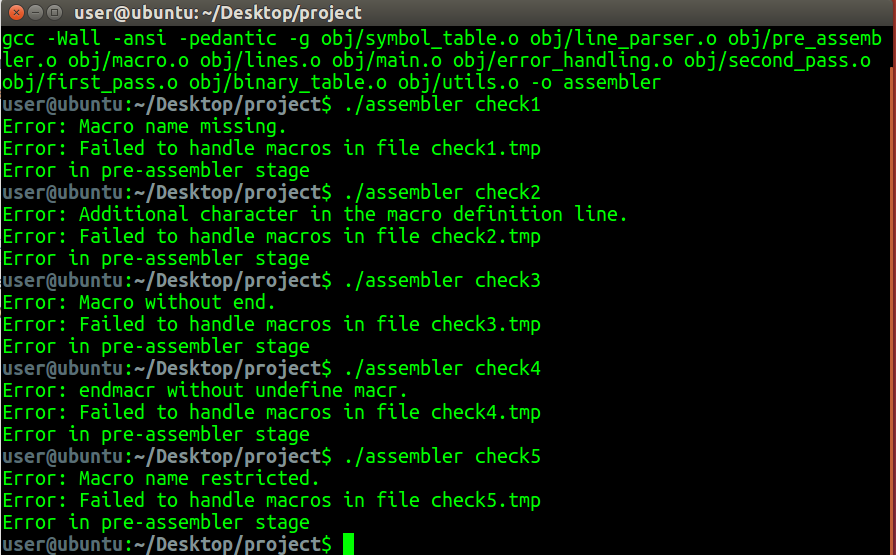 user@ubuntu: ~/Desktop/project
gcc -Wall -ansi -pedantic -g obj/symbol_table.o obj/line_parser.o obj/pre_assemb
ler.o obj/macro.o obj/lines.o obj/main.o obj/error_handling.o obj/second_pass.o
obj/first_pass.o obj/binary_table.o obj/utils.o -o assembler
user@ubuntu:~/Desktop/project$ ./assembler check1
Error: Macro name missing.
Error: Failed to handle macros in file check1.tmp
Error in pre-assembler stage
user@ubuntu:~/Desktop/project$ ./assembler check2
Error: Additional character in the macro definition line.
Error: Failed to handle macros in file check2.tmp
Error in pre-assembler stage
user@ubuntu:~/Desktop/project$ ./assembler check3
Error: Macro without end.
Error: Failed to handle macros in file check3.tmp
Error in pre-assembler stage
user@ubuntu:~/Desktop/project$ ./assembler check4
Error: endmacr without undefine macr.
Error: Failed to handle macros in file check4.tmp
Error in pre-assembler stage
user@ubuntu:~/Desktop/project$ ./assembler check5
Error: Macro name restricted.
Error: Failed to handle macros in file check5.tmp
Error in pre-assembler stage
user@ubuntu:~/Desktop/project$